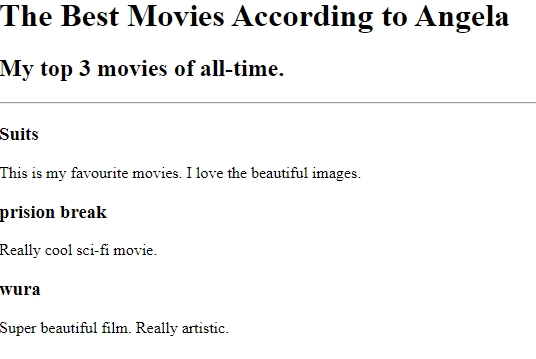 The Best Movies According to Angela
My top 3 movies of all-time.
Suits
This is my favourite movies. I love the beautiful images.
prision break
Really cool sci-fi movie.
wura
Super beautiful film. Really artistic.